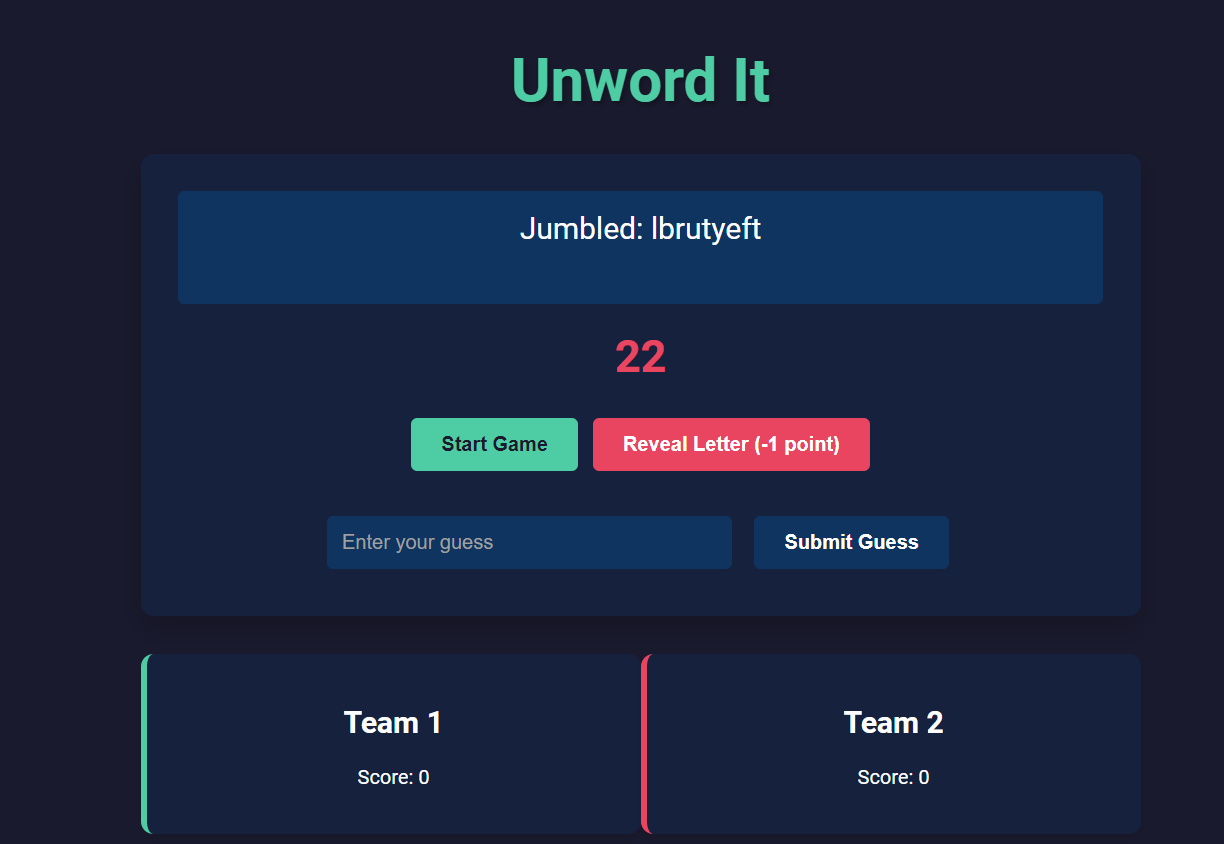 Unword It
Jumbled: lbrutyeft
22
Start Game
Reveal Letter (-1 point)
Enter your guess
Submit Guess
Team 1
Team 2
Score: 0
Score: 0